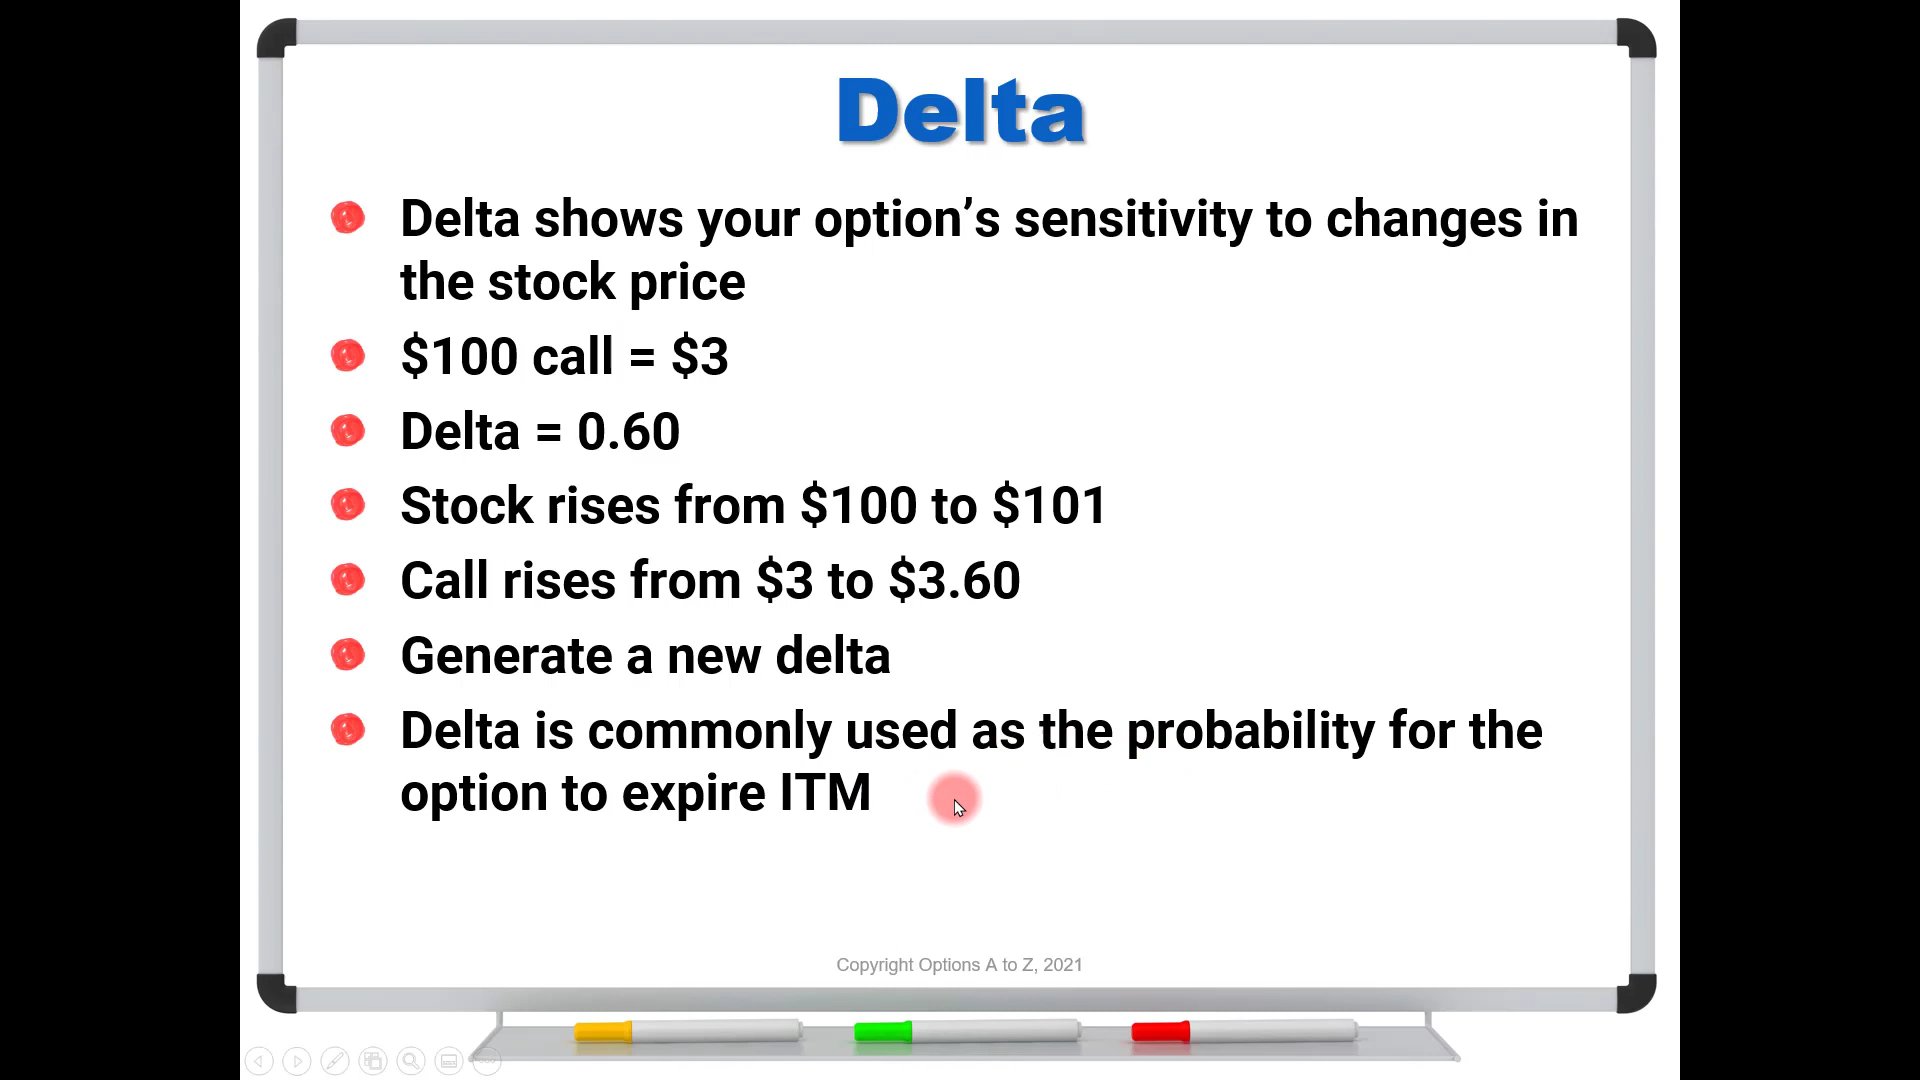 Delta
Delta shows your option’s sensitivity to changes in
the stock price
$100 call = $3
Delta = 0.60
Stock rises from $100 to $101
Call rises from $3 to $3.60
Generate a new delta
Delta is commonly used as the probability for the
option to expire ITM
Copyright Options A to Z, 2021